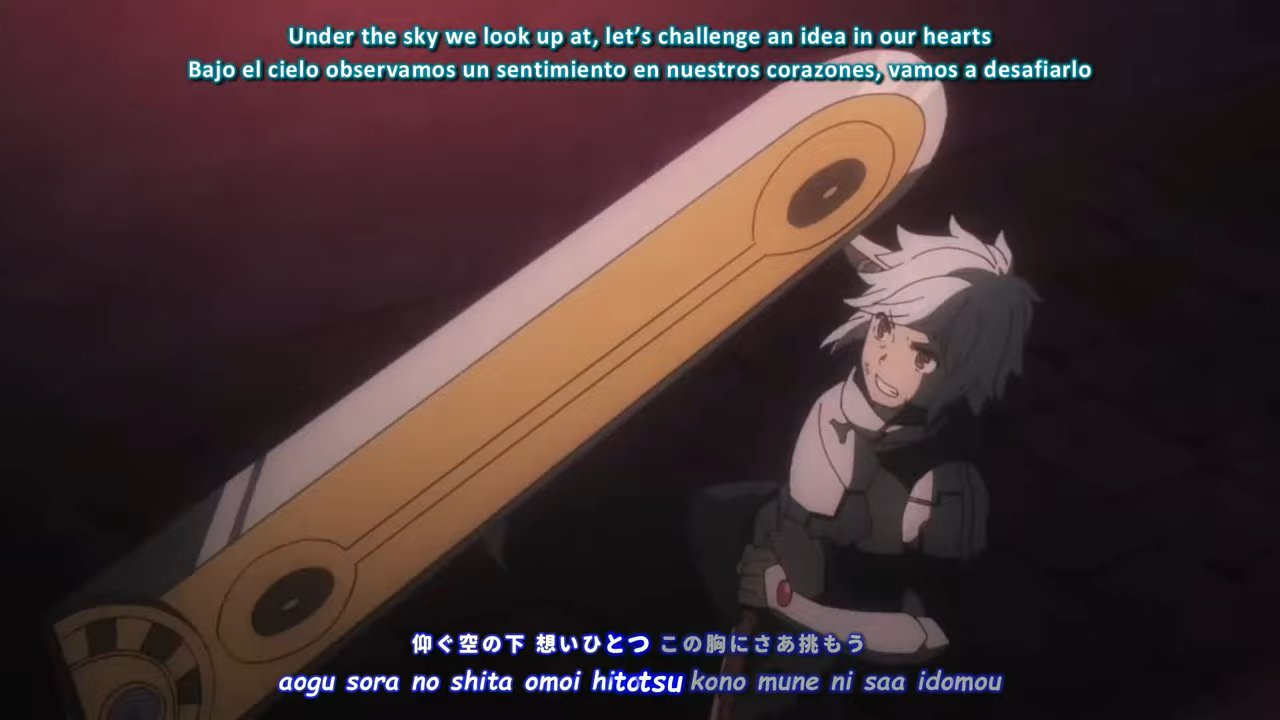 Under the sky we look up at, let’s challenge an idea in our hearts
Bajo el cielo observamos un sentimiento en nuestros corazones, vamos a desafiarlo
仰ぐ空の下 想いひとつ この胸にさあ挑もう
aogu sora no shita omoi hitotsu kono mune ni saa idomou